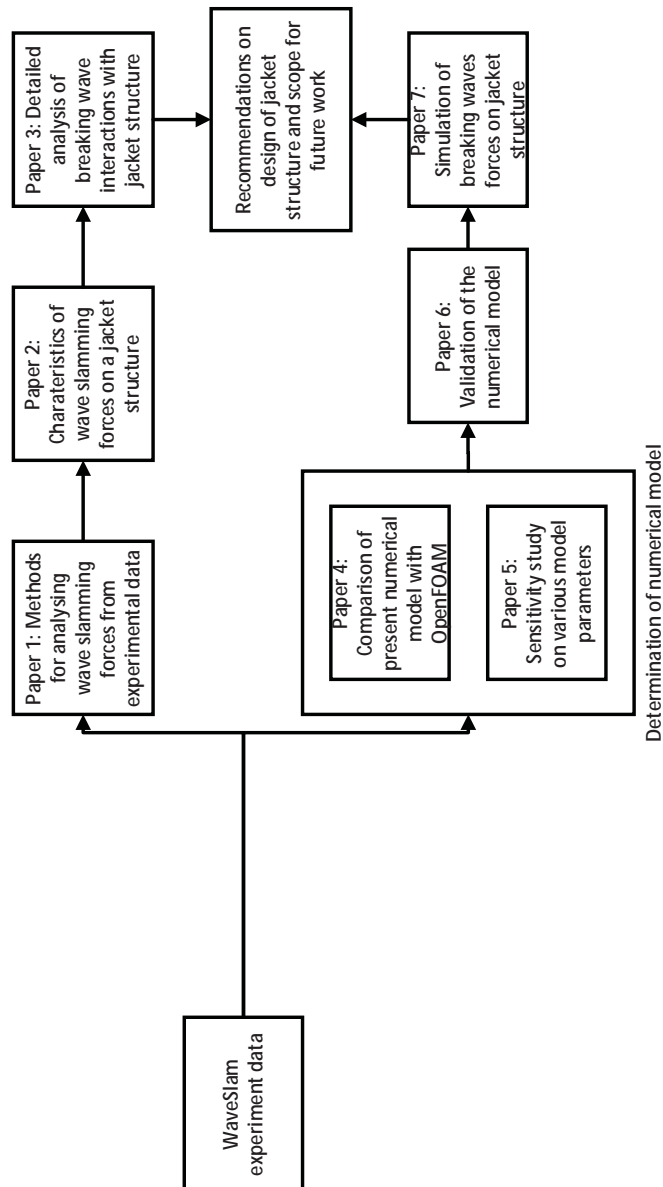 WaveSlam
experiment data
Paper 1: Methods
for analysing
wave slamming
forces from
experimental data
Paper 2:
Charateristics of
wave slamming
forces on a jacket
structure
Paper 3: Detailed
analysis of
breaking wave
interactions with
jacket structure
Recommendations on
design of jacket
structure and scope for
future work
Paper 4:
Comparison of
present numerical
model with
OpenFOAM
Paper 5:
Sensitivity study
on various model
parameters
Determination of numerical model
Paper 6:
Validation of the
numerical model
Paper 7:
Simulation of
breaking waves
forces on jacket
structure